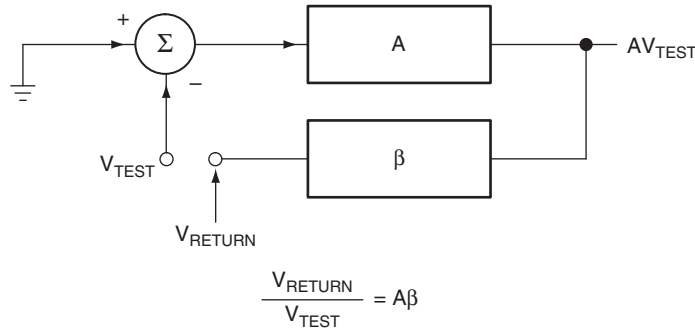 +
Σ
A
AV_TEST
−
V_TEST
β
V_RETURN
V_RETURN / V_TEST = Aβ